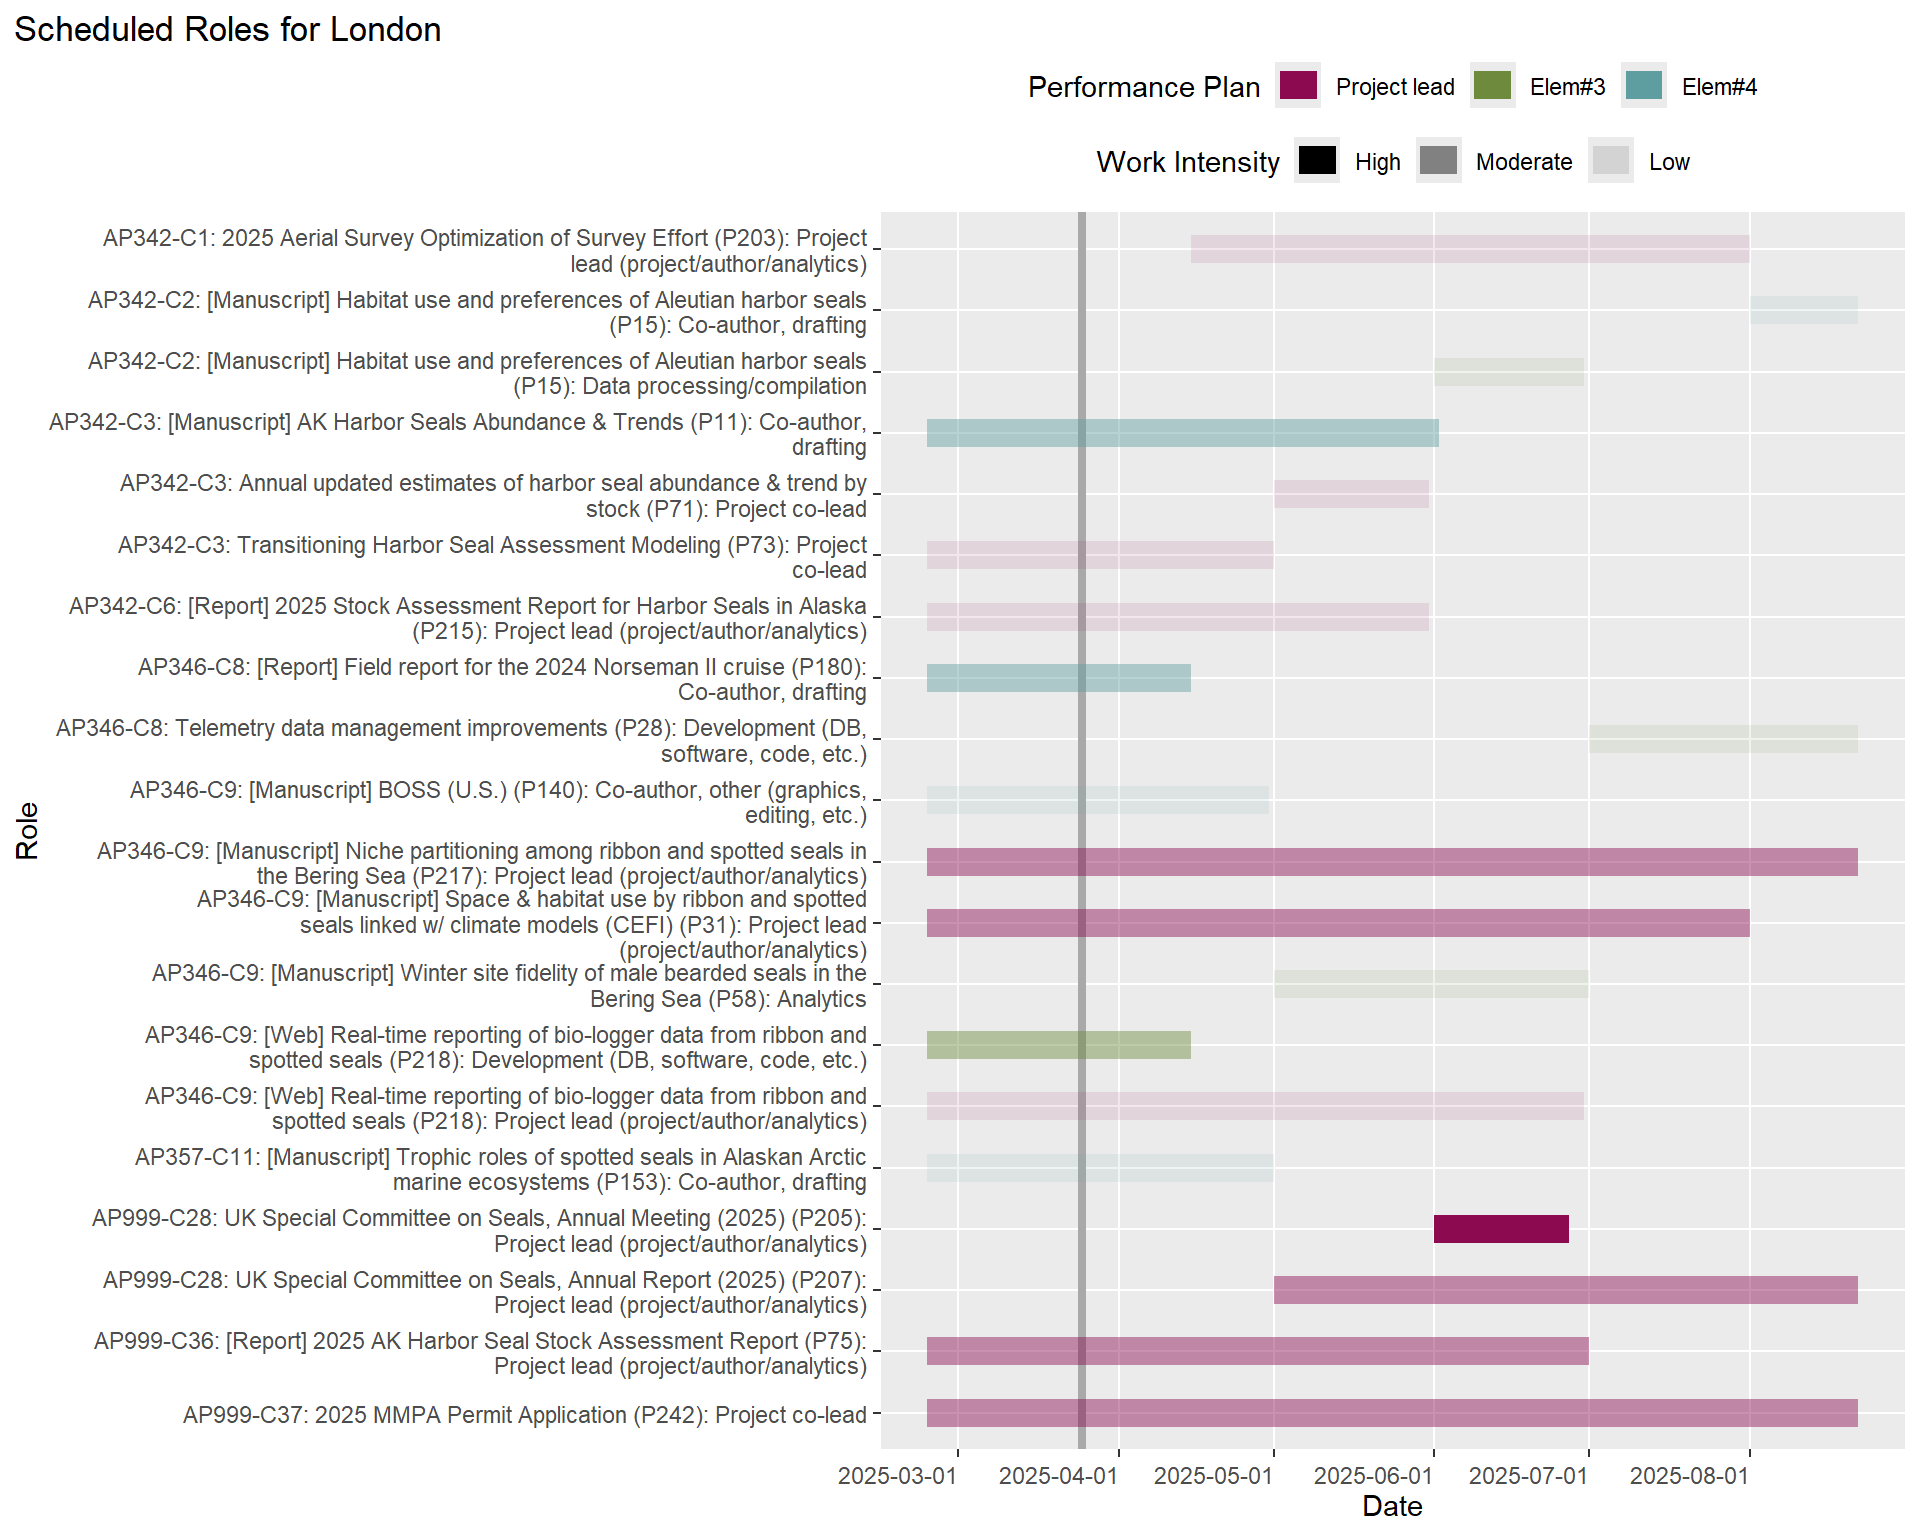 Scheduled Roles for London
Performance Plan Project lead Elem#3 Elem#4
Work Intensity High Moderate Low
AP342-C1: 2025 Aerial Survey Optimization of Survey Effort (P203): Project
lead (project/author/analytics)
AP342-C2: [Manuscript] Habitat use and preferences of Aleutian harbor seals
(P15): Co-author, drafting
AP342-C2: [Manuscript] Habitat use and preferences of Aleutian harbor seals
(P15): Data processing/compilation
AP342-C3: [Manuscript] AK Harbor Seals Abundance & Trends (P11): Co-author,
drafting
AP342-C3: Annual updated estimates of harbor seal abundance & trend by
stock (P71): Project co-lead
AP342-C3: Transitioning Harbor Seal Assessment Modeling (P73): Project
co-lead
AP342-C6: [Report] 2025 Stock Assessment Report for Harbor Seals in Alaska
(P215): Project lead (project/author/analytics)
AP346-C8: [Report] Field report for the 2024 Norseman II cruise (P180):
Co-author, drafting
AP346-C8: Telemetry data management improvements (P28): Development (DB,
software, code, etc.)
AP346-C9: [Manuscript] BOSS (U.S.) (P140): Co-author, other (graphics,
editing, etc.)
AP346-C9: [Manuscript] Niche partitioning among ribbon and spotted seals in
the Bering Sea (P217): Project lead (project/author/analytics)
AP346-C9: [Manuscript] Space & habitat use by ribbon and spotted
seals linked w/ climate models (CEFI) (P31): Project lead
(project/author/analytics)
AP346-C9: [Manuscript] Winter site fidelity of male bearded seals in the
Bering Sea (P58): Analytics
AP346-C9: [Web] Real-time reporting of bio-logger data from ribbon and
spotted seals (P218): Development (DB, software, code, etc.)
AP346-C9: [Web] Real-time reporting of bio-logger data from ribbon and
spotted seals (P218): Project lead (project/author/analytics)
AP357-C11: [Manuscript] Trophic roles of spotted seals in Alaskan Arctic
marine ecosystems (P153): Co-author, drafting
AP999-C28: UK Special Committee on Seals, Annual Meeting (2025) (P205):
Project lead (project/author/analytics)
AP999-C28: UK Special Committee on Seals, Annual Report (2025) (P207):
Project lead (project/author/analytics)
AP999-C36: [Report] 2025 AK Harbor Seal Stock Assessment Report (P75):
Project lead (project/author/analytics)
AP999-C37: 2025 MMPA Permit Application (P242): Project co-lead
Role
2025-03-01 2025-04-01 2025-05-01 2025-06-01 2025-07-01 2025-08-01
Date